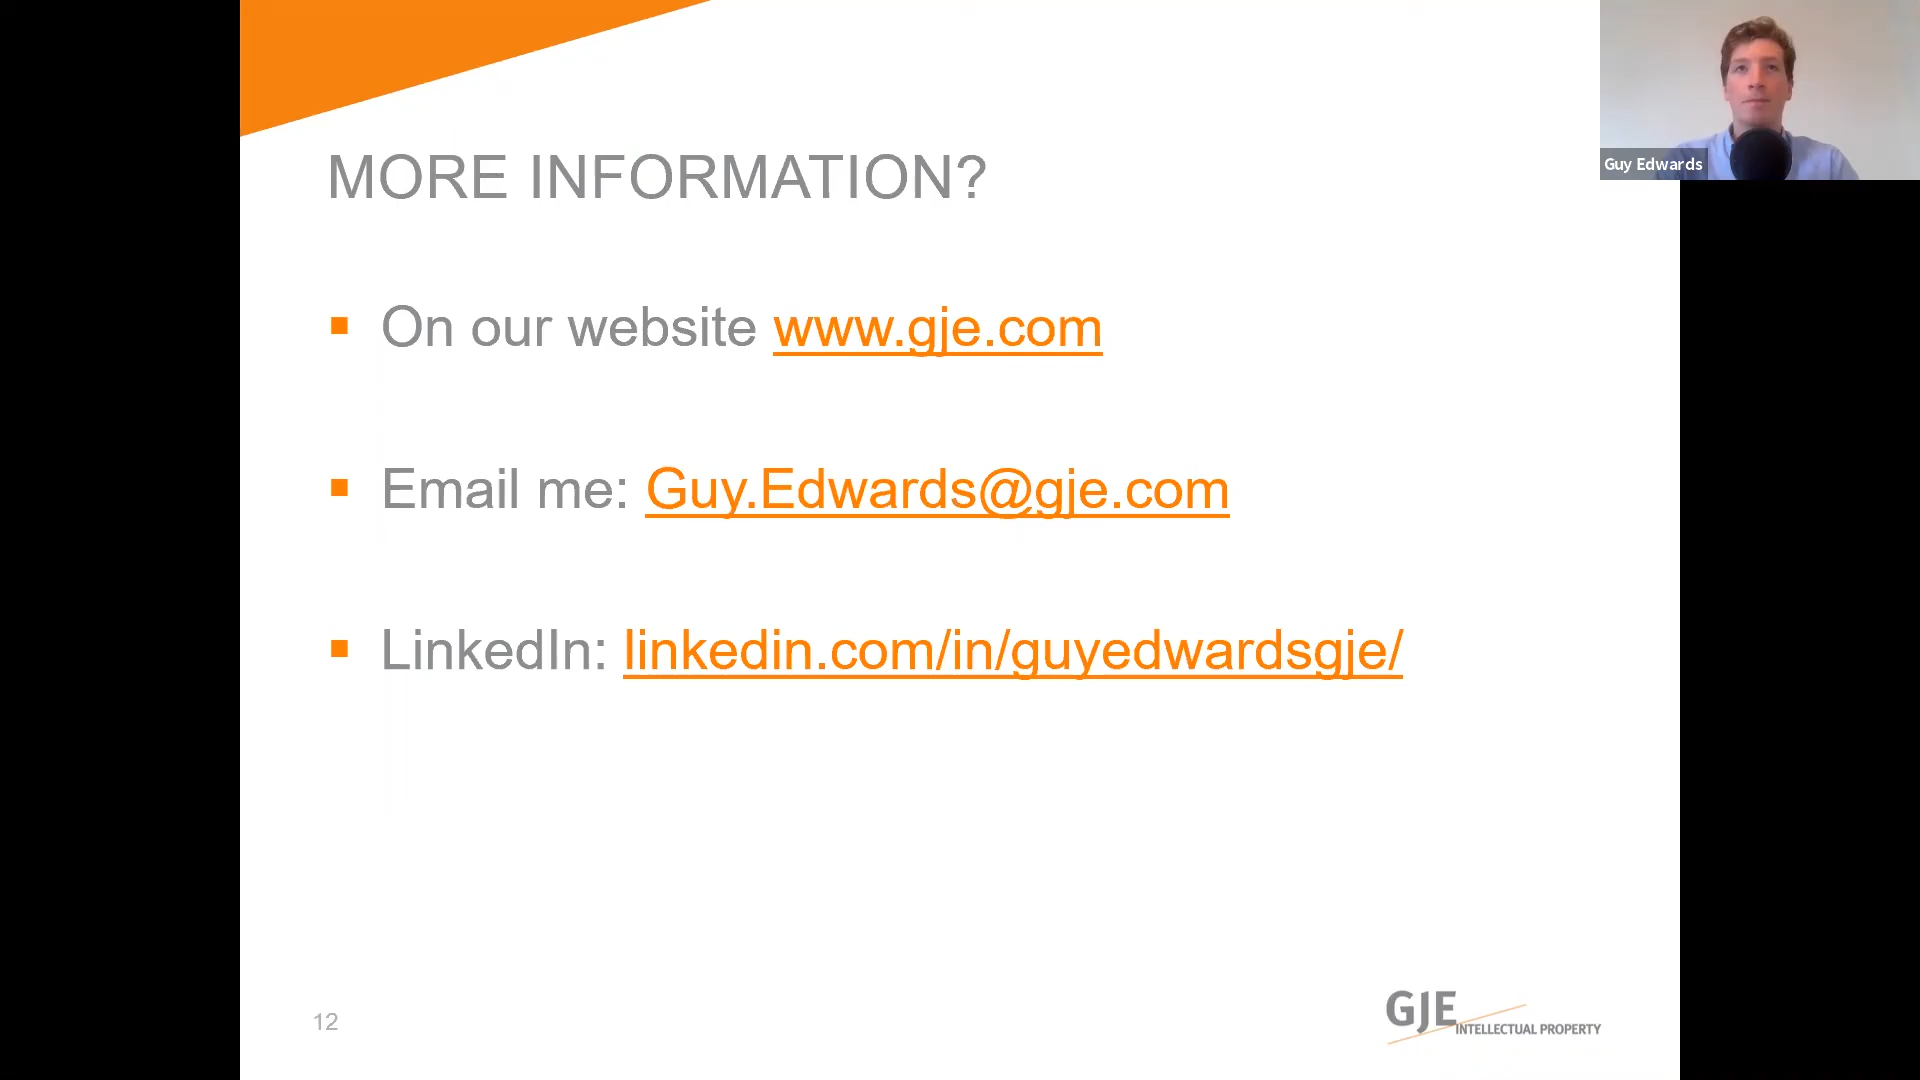 Guy Edwards
MORE INFORMATION?
On our website www.gje.com
Email me: Guy.Edwards@gje.com
LinkedIn: linkedin.com/in/guyedwardsgje/
12
GJE
INTELLECTUAL PROPERTY